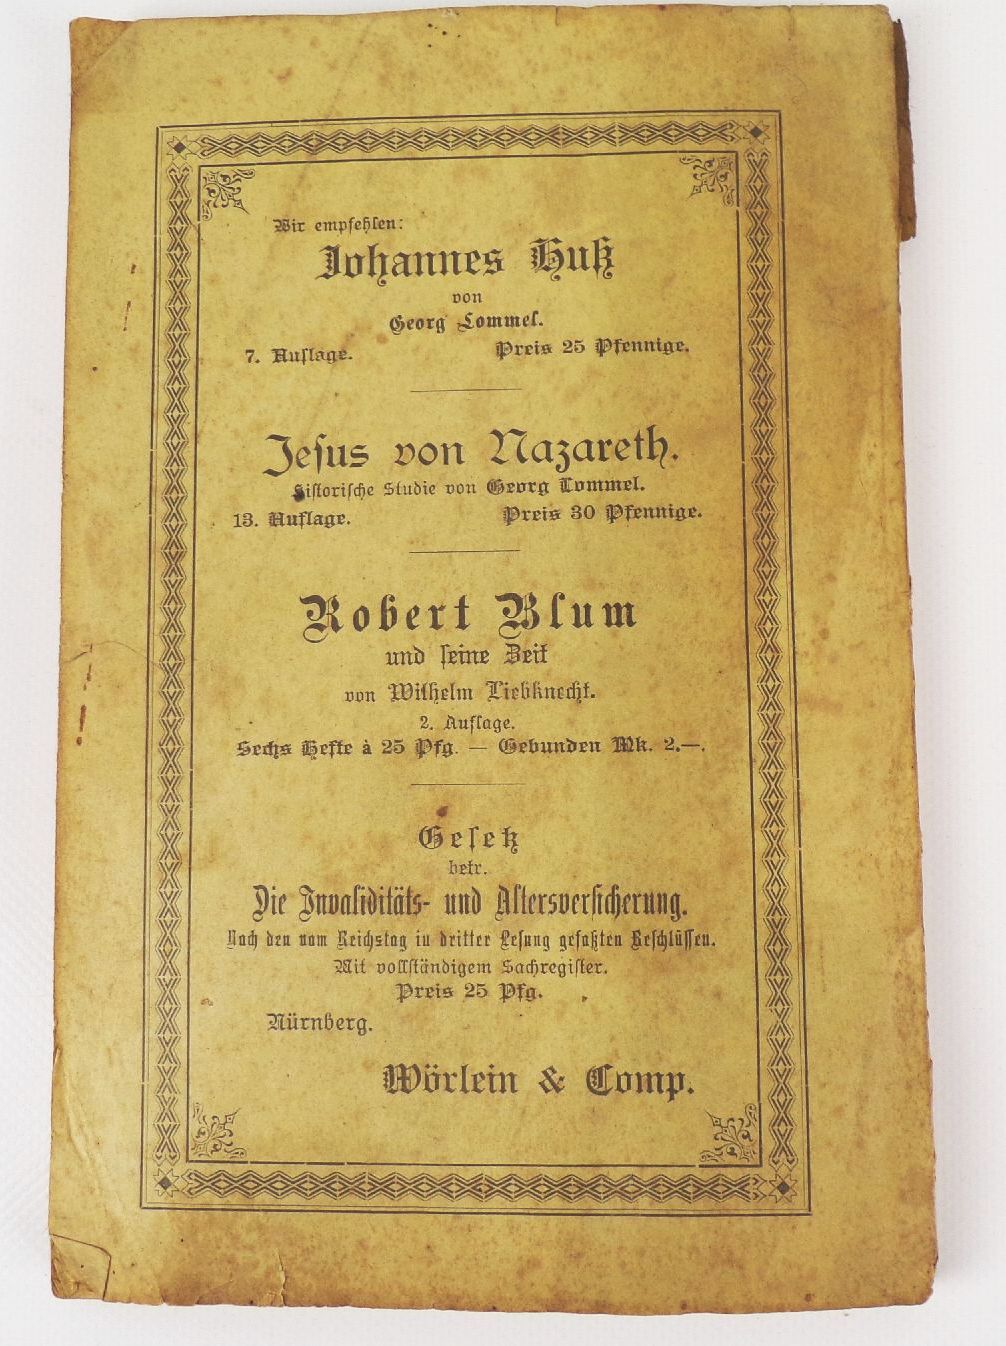 Wir empfehlen:
Johannes Huß
von
Georg Lommel.
7. Auflage. Preis 25 Pfennige.
Jesus von Nazareth.
Historische Studie von Georg Lommel.
13. Auflage. Preis 30 Pfennige.
Robert Blum
und seine Zeit
von Wilhelm Liebknecht.
2. Auflage.
Sechs Hefte à 25 Pfg. — Gebunden Mk. 2.—.
Gesetz
betr.
Die Invaliditäts- und Altersversicherung.
Nach den vom Reichstag in dritter Lesung gefaßten Beschlüssen.
Mit vollständigem Sachregister.
Preis 25 Pfg.
Nürnberg.
Wörlein & Comp.